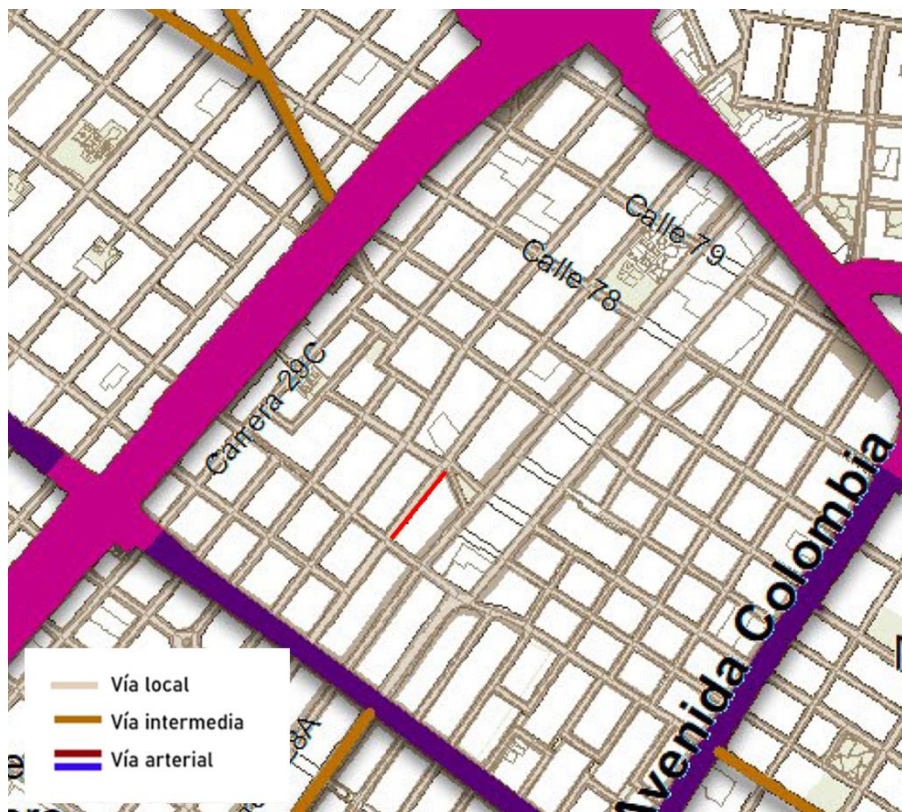 Calle 79
Calle 78
Carrera 29C
Avenida Colombia
Vía local
Vía intermedia
Vía arterial